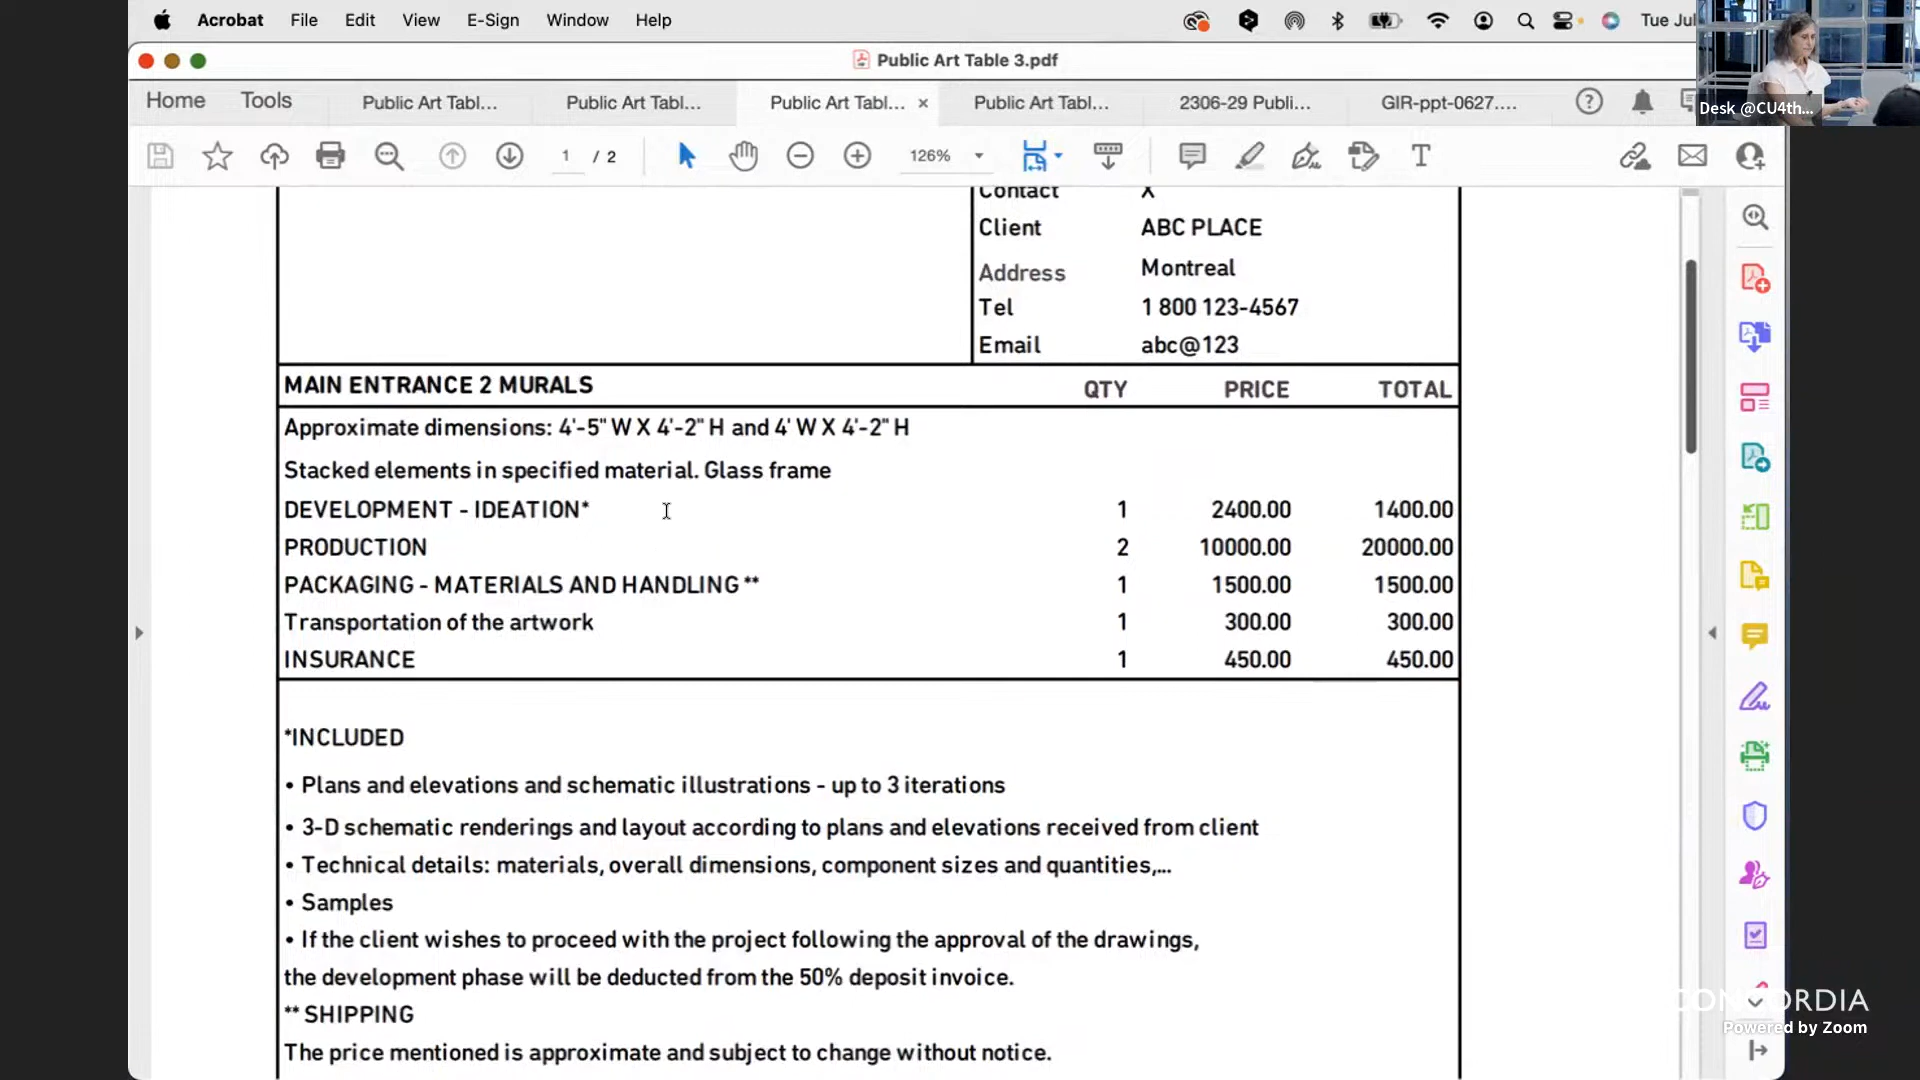 Acrobat File Edit View E-Sign Window Help Tue Jul
Public Art Table 3.pdf
Home Tools Public Art Tabl... Public Art Tabl... Public Art Tabl... × Public Art Tabl... 2306-29 Publi... GIR-ppt-0627....
Desk @CU4th...
1 / 2 126%
Contact X
Client ABC PLACE
Address Montreal
Tel 1 800 123-4567
Email abc@123
MAIN ENTRANCE 2 MURALS QTY PRICE TOTAL
Approximate dimensions: 4'-5" W X 4'-2" H and 4' W X 4'-2" H
Stacked elements in specified material. Glass frame
DEVELOPMENT - IDEATION* 1 2400.00 1400.00
PRODUCTION 2 10000.00 20000.00
PACKAGING - MATERIALS AND HANDLING ** 1 1500.00 1500.00
Transportation of the artwork 1 300.00 300.00
INSURANCE 1 450.00 450.00
*INCLUDED
• Plans and elevations and schematic illustrations - up to 3 iterations
• 3-D schematic renderings and layout according to plans and elevations received from client
• Technical details: materials, overall dimensions, component sizes and quantities,...
• Samples
• If the client wishes to proceed with the project following the approval of the drawings,
the development phase will be deducted from the 50% deposit invoice.
** SHIPPING
The price mentioned is approximate and subject to change without notice.
CONCORDIA
Powered by Zoom